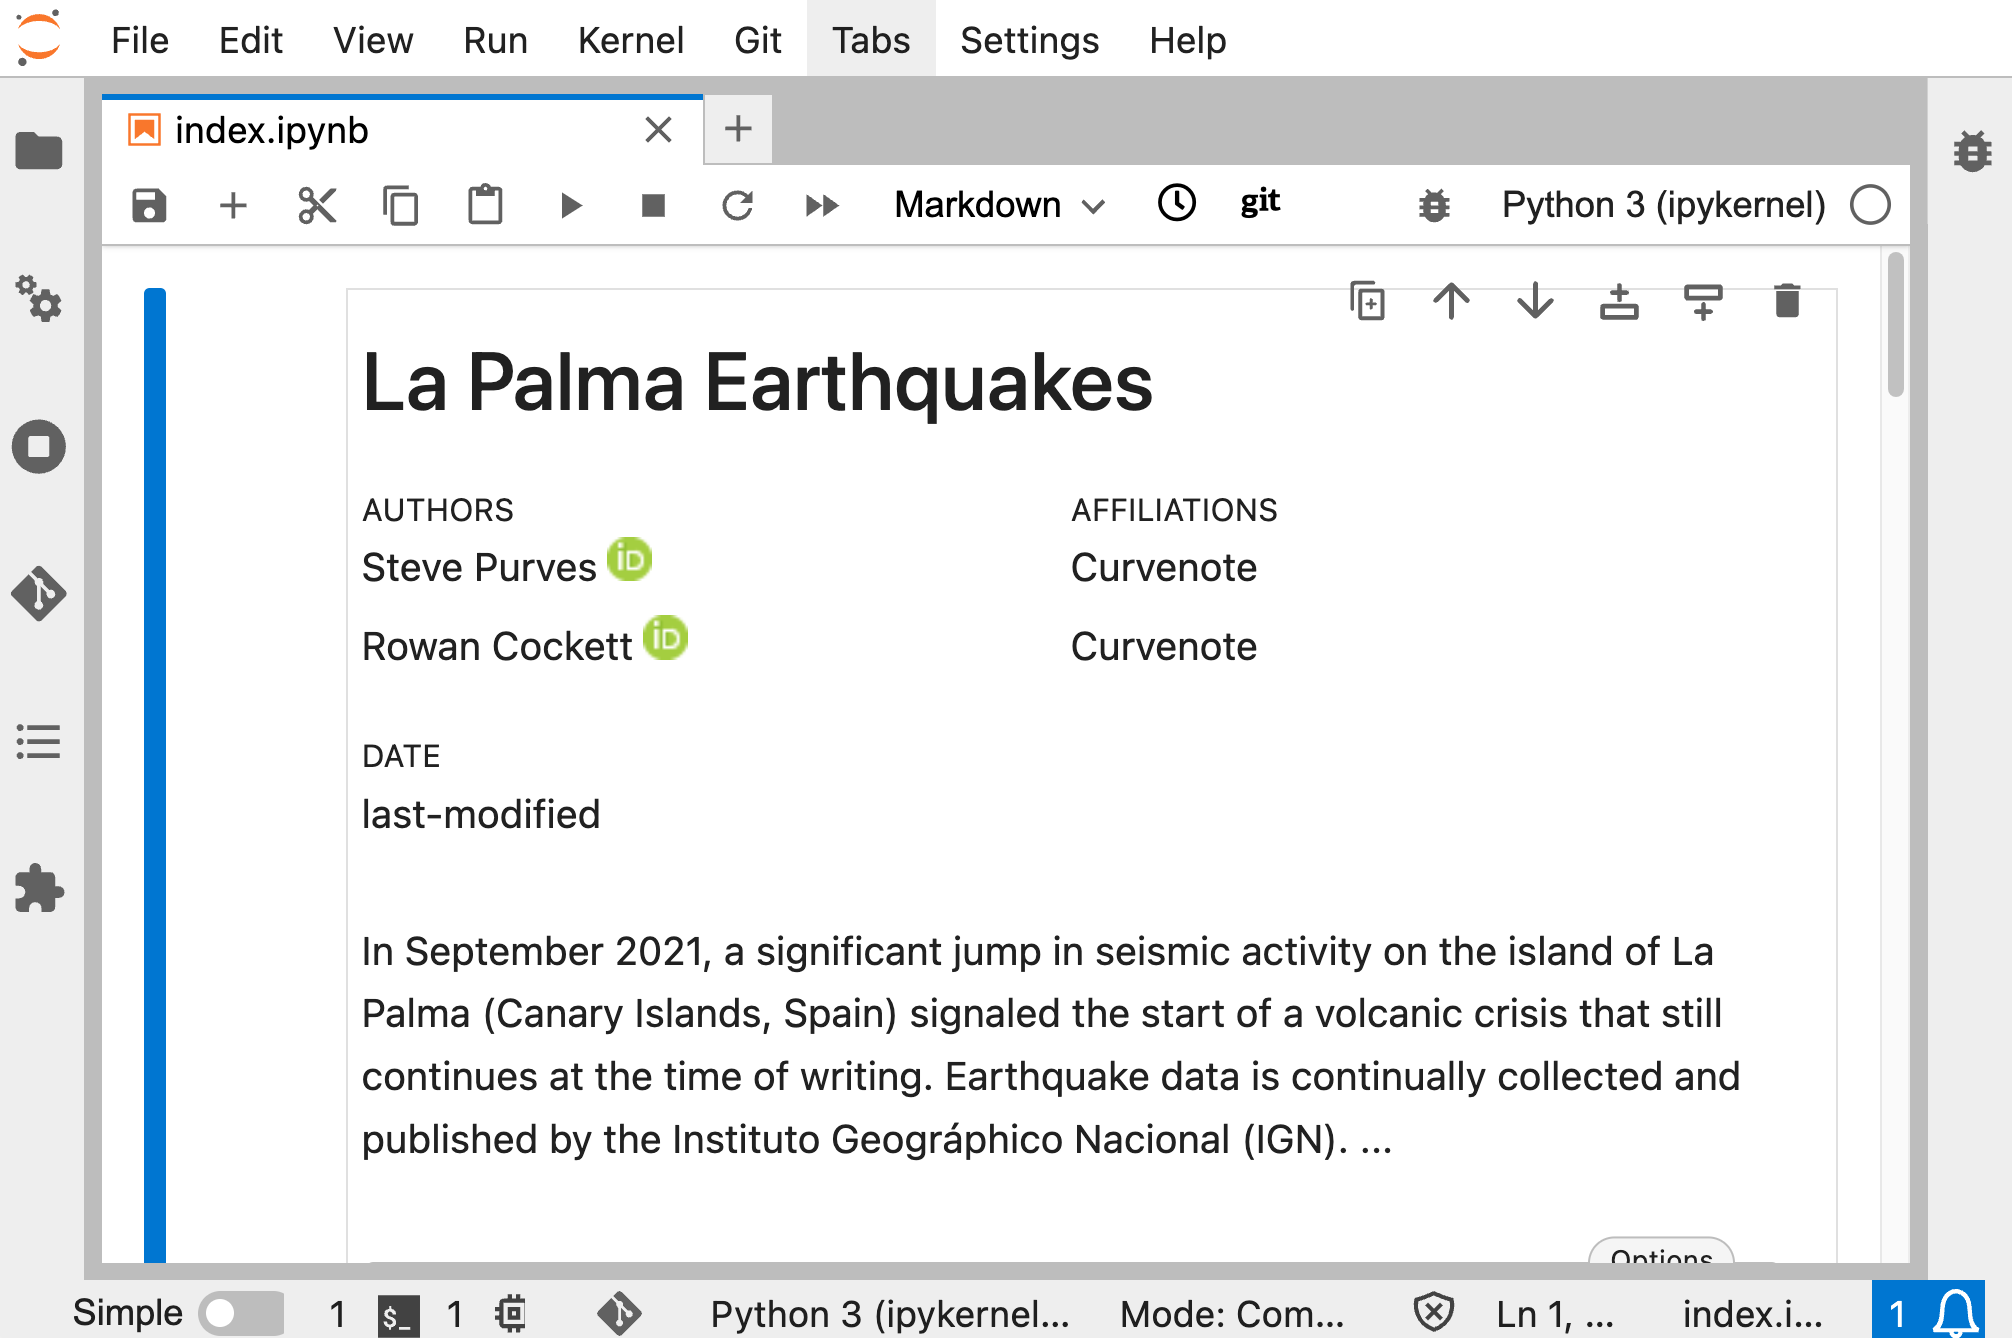 File Edit View Run Kernel Git Tabs Settings Help
index.ipynb
Markdown git Python 3 (ipykernel)
La Palma Earthquakes
AUTHORS AFFILIATIONS
Steve Purves iD Curvenote
Rowan Cockett iD Curvenote
DATE
last-modified
In September 2021, a significant jump in seismic activity on the island of La
Palma (Canary Islands, Spain) signaled the start of a volcanic crisis that still
continues at the time of writing. Earthquake data is continually collected and
published by the Instituto Geográphico Nacional (IGN). ...
Options
Simple 1 $_ 1 Python 3 (ipykernel... Mode: Com... Ln 1, ... index.i... 1